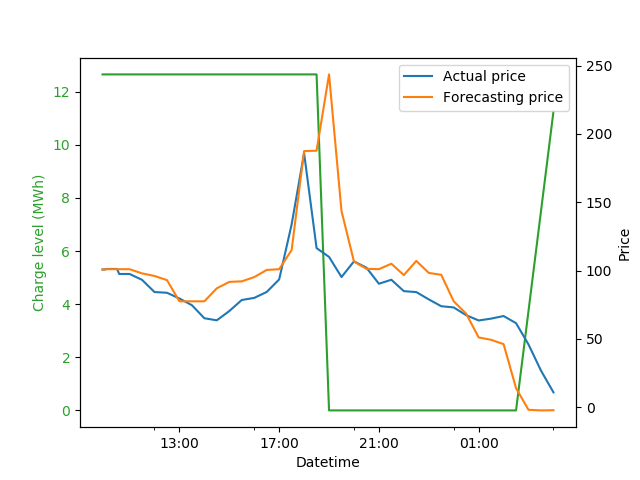 Actual price
Forecasting price
Charge level (MWh)
12
10
8
6
4
2
0
250
200
150
100
50
0
Price
13:00 17:00 21:00 01:00
Datetime